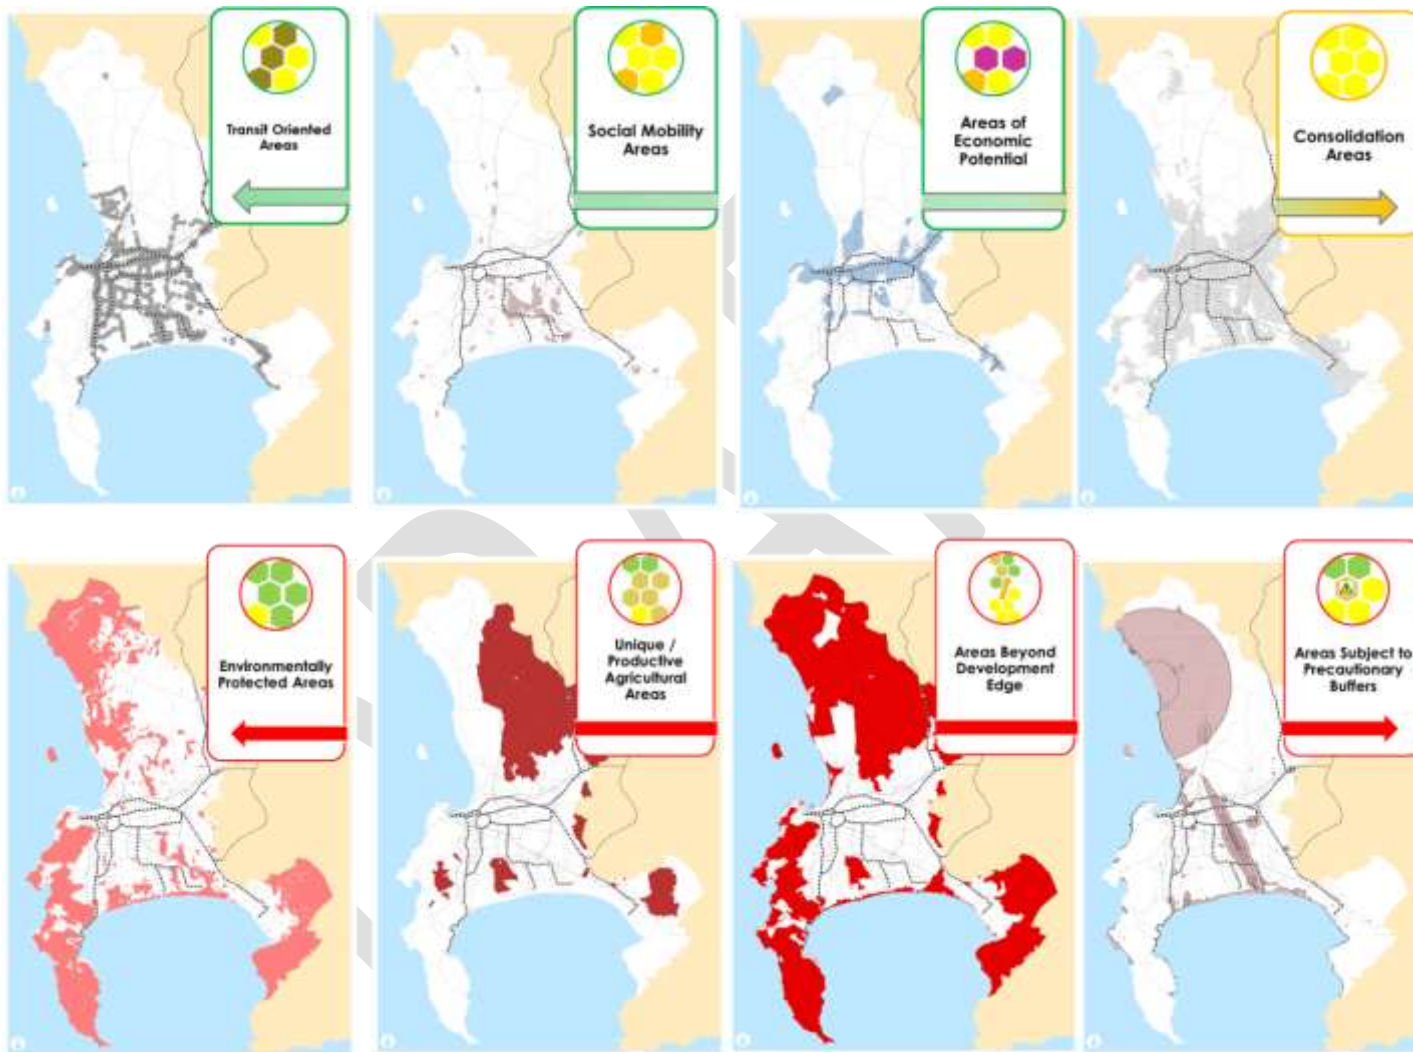 Transit Oriented
Areas
Social Mobility
Areas
Areas of
Economic
Potential
Consolidation
Areas
Environmentally
Protected Areas
Unique /
Productive
Agricultural
Areas
Areas Beyond
Development
Edge
Areas Subject to
Precautionary
Buffers